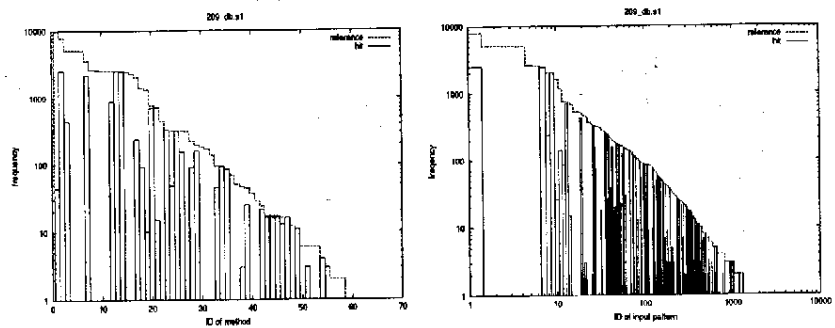 209_db.s1
reference
hit
frequency
10000
1000
100
10
1
0
10
20
30
40
50
60
70
ID of method
209_db.s1
reference
hit
freqency
10000
1000
100
10
1
1
10
100
1000
10000
ID of input pattern